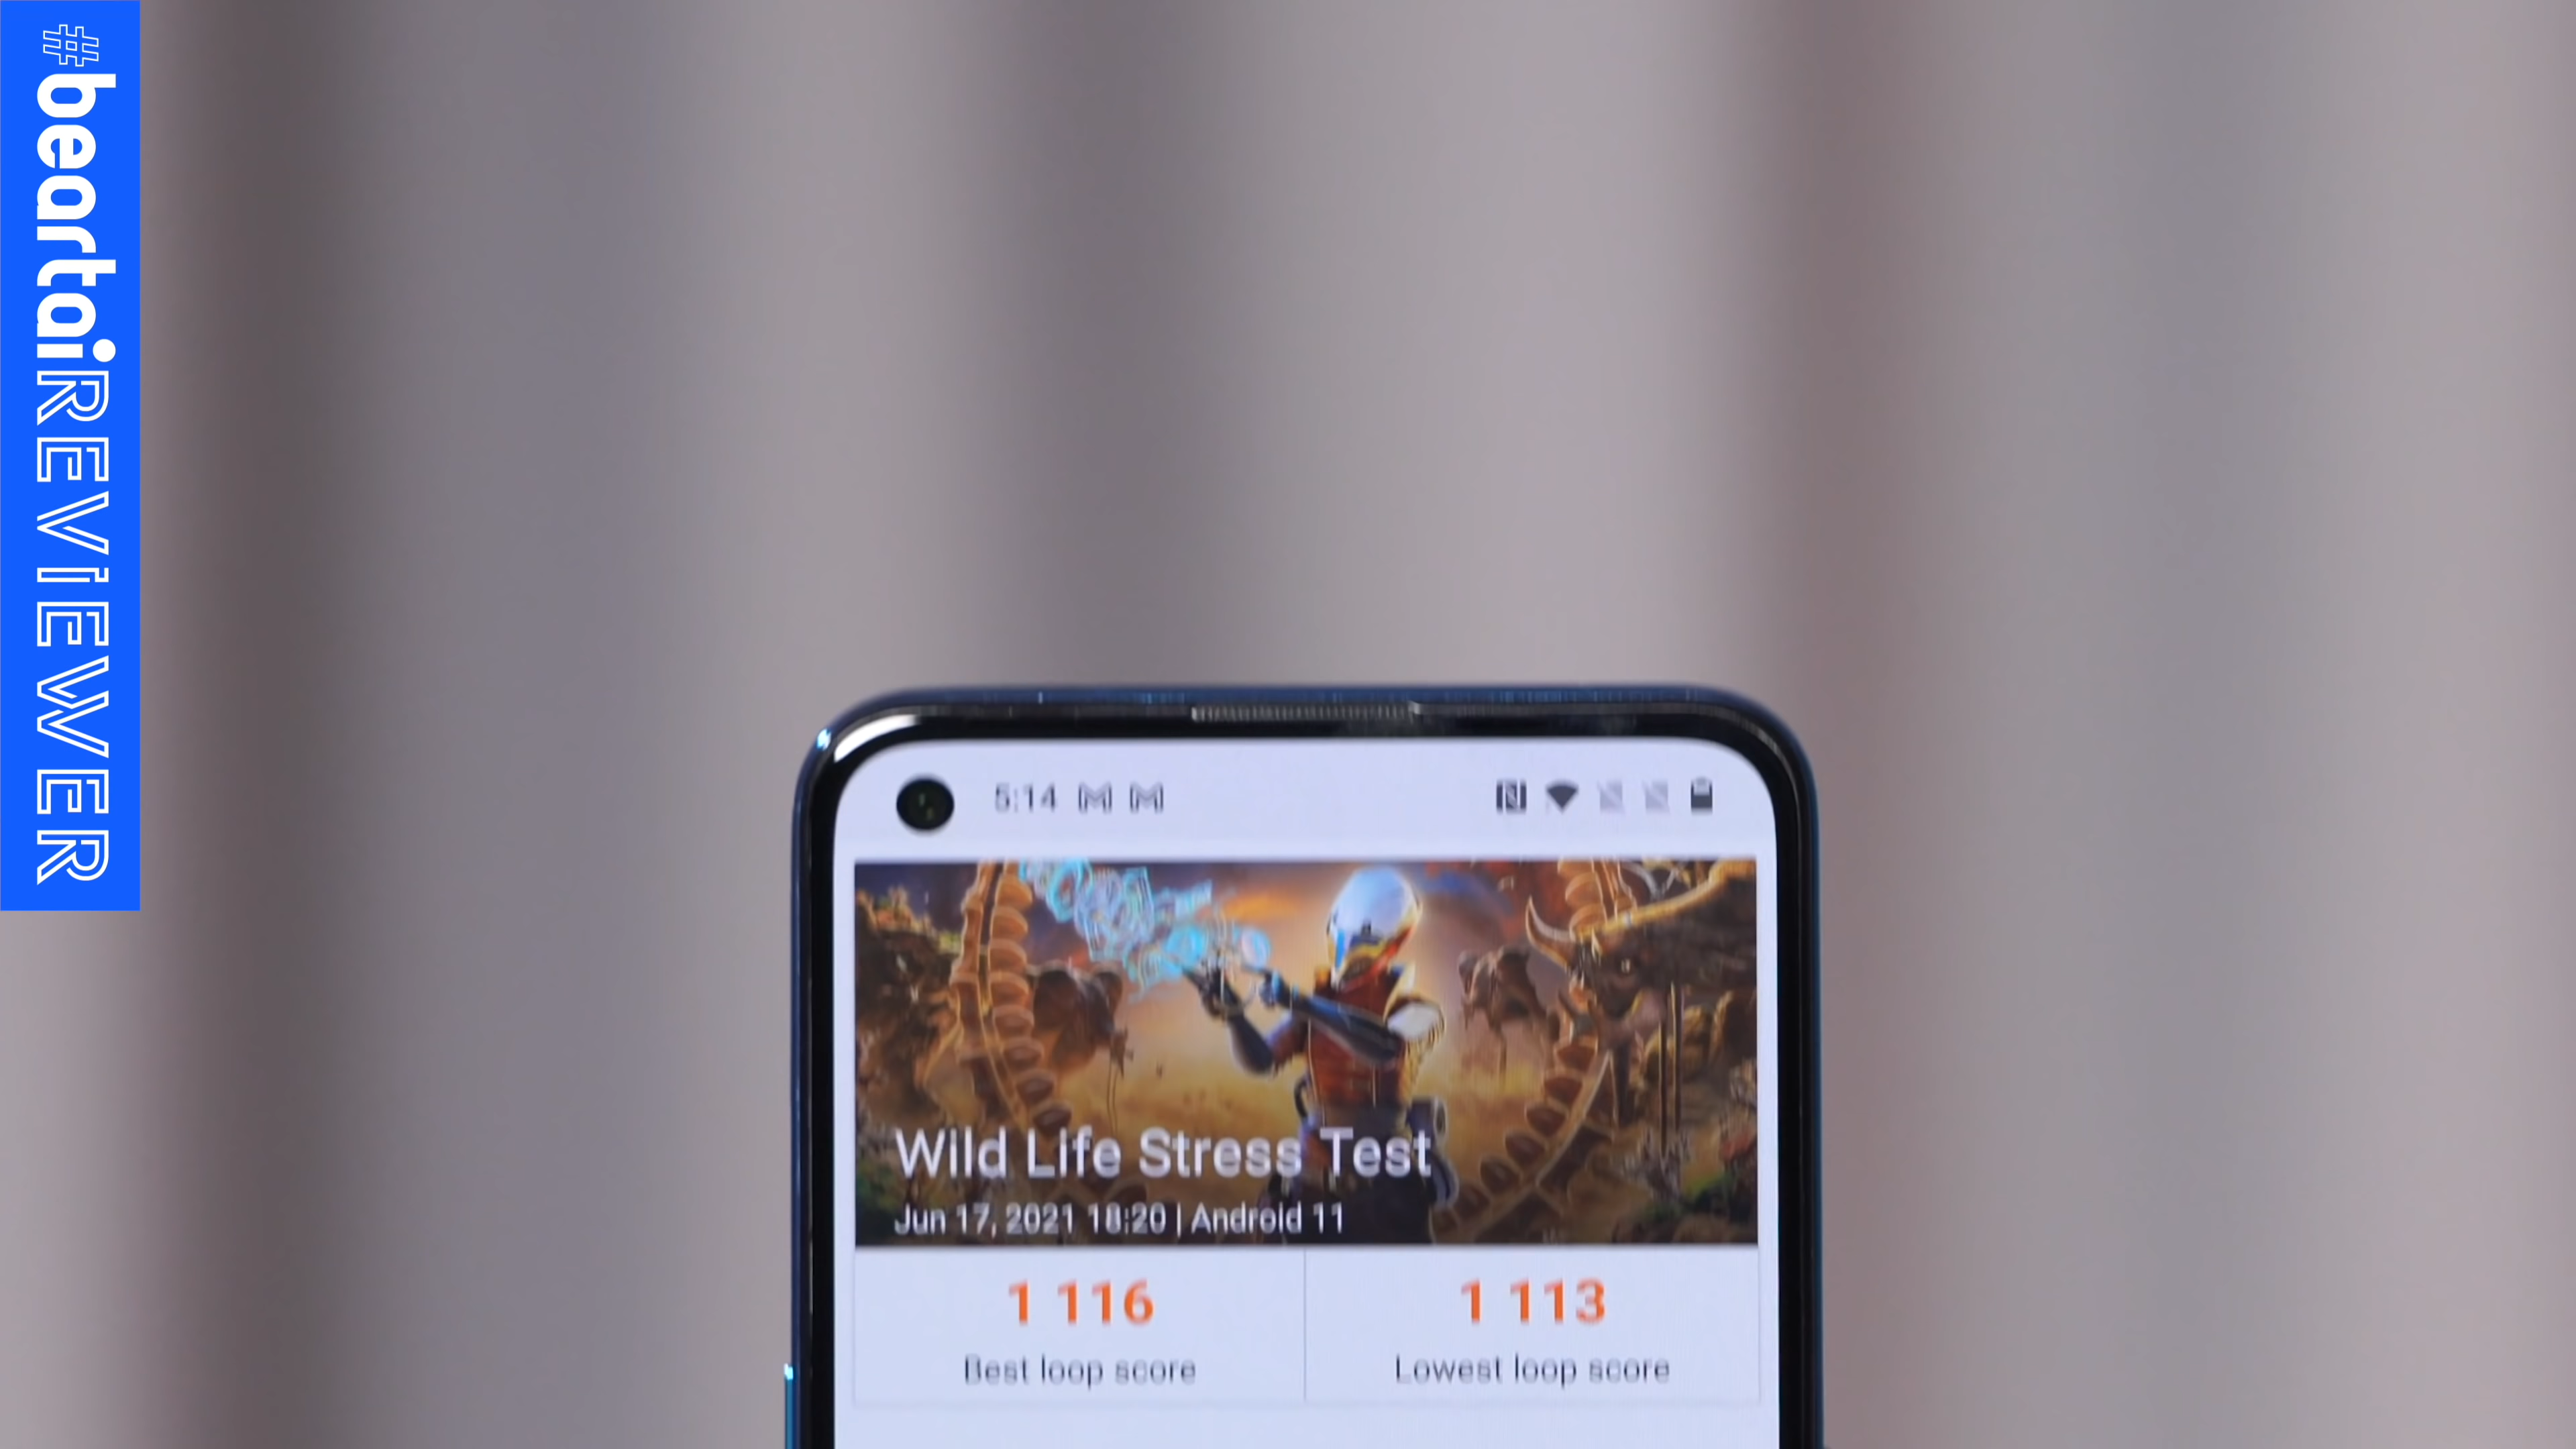 #beartaiREVIEWER
5:14
Wild Life Stress Test
Jun 17, 2021 18:20 | Android 11
1 116
1 113
Best loop score
Lowest loop score